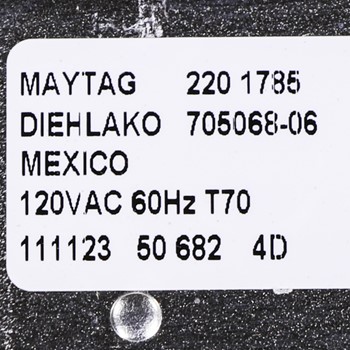 MAYTAG 220 1785
DIEHLAKO 705068-06
MEXICO
120VAC 60Hz T70
111123 50 682 4D